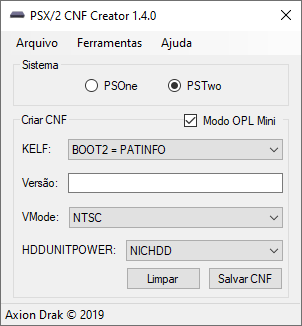 PSX/2 CNF Creator 1.4.0
Arquivo Ferramentas Ajuda
Sistema
PSOne PSTwo
Criar CNF Modo OPL Mini
KELF: BOOT2 = PATINFO
Versão:
VMode: NTSC
HDDUNITPOWER: NICHDD
Limpar Salvar CNF
Axion Drak © 2019